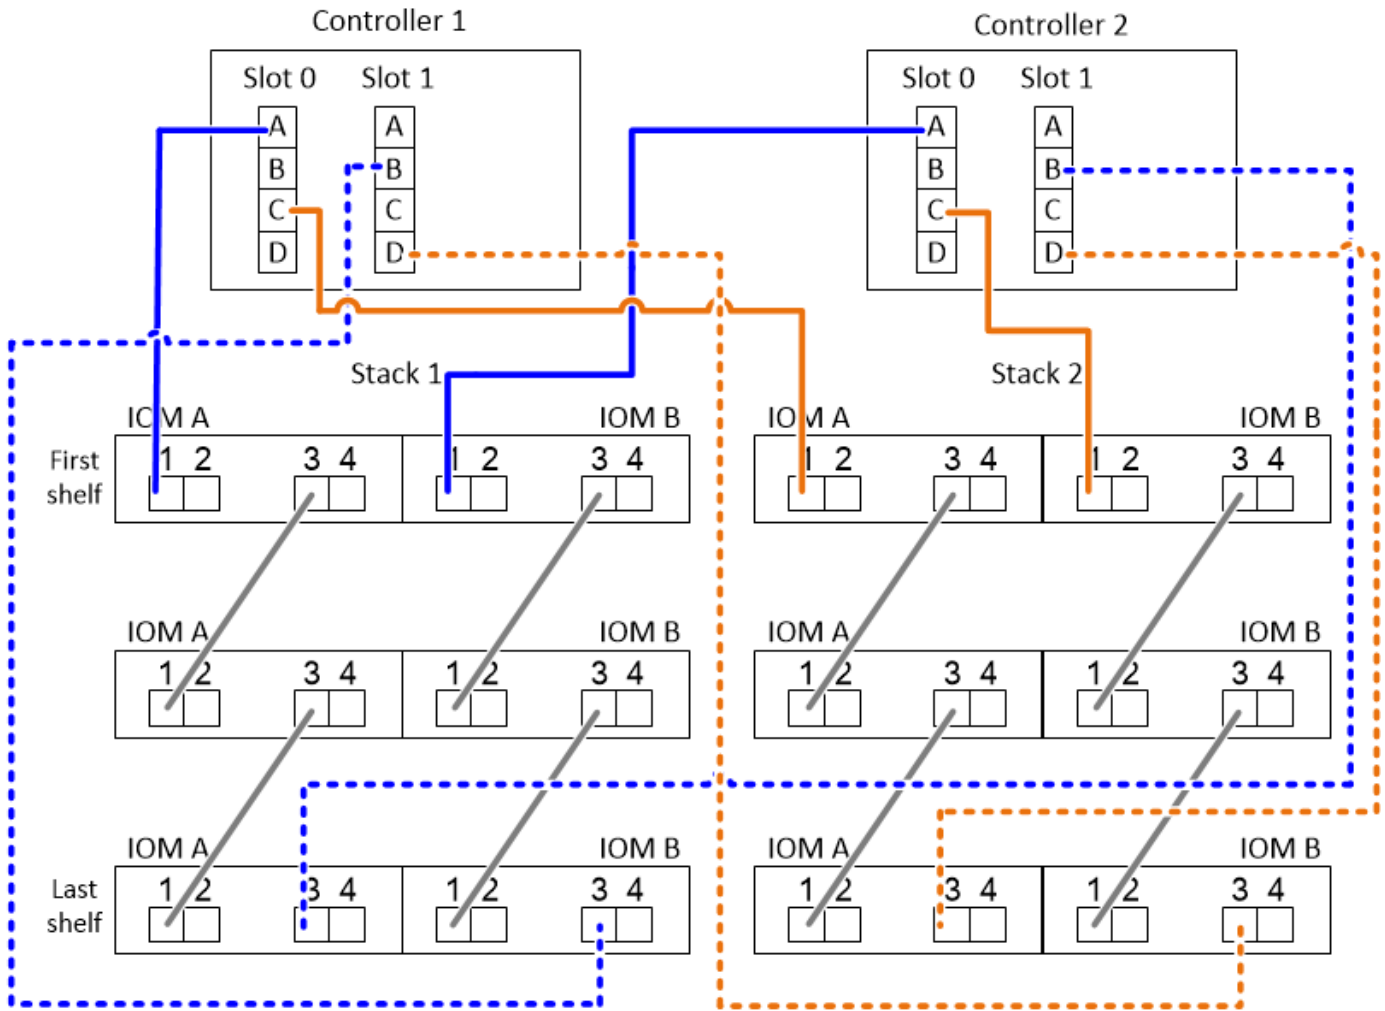 Controller 1
Controller 2
Slot 0 Slot 1
Slot 0 Slot 1
A A
B B
C C
D D
A A
B B
C C
D D
Stack 1
Stack 2
IOM A IOM B
IOM A IOM B
First
shelf
1 2 3 4 1 2 3 4
1 2 3 4 1 2 3 4
IOM A IOM B
IOM A IOM B
1 2 3 4 1 2 3 4
1 2 3 4 1 2 3 4
IOM A IOM B
IOM A IOM B
Last
shelf
1 2 3 4 1 2 3 4
1 2 3 4 1 2 3 4